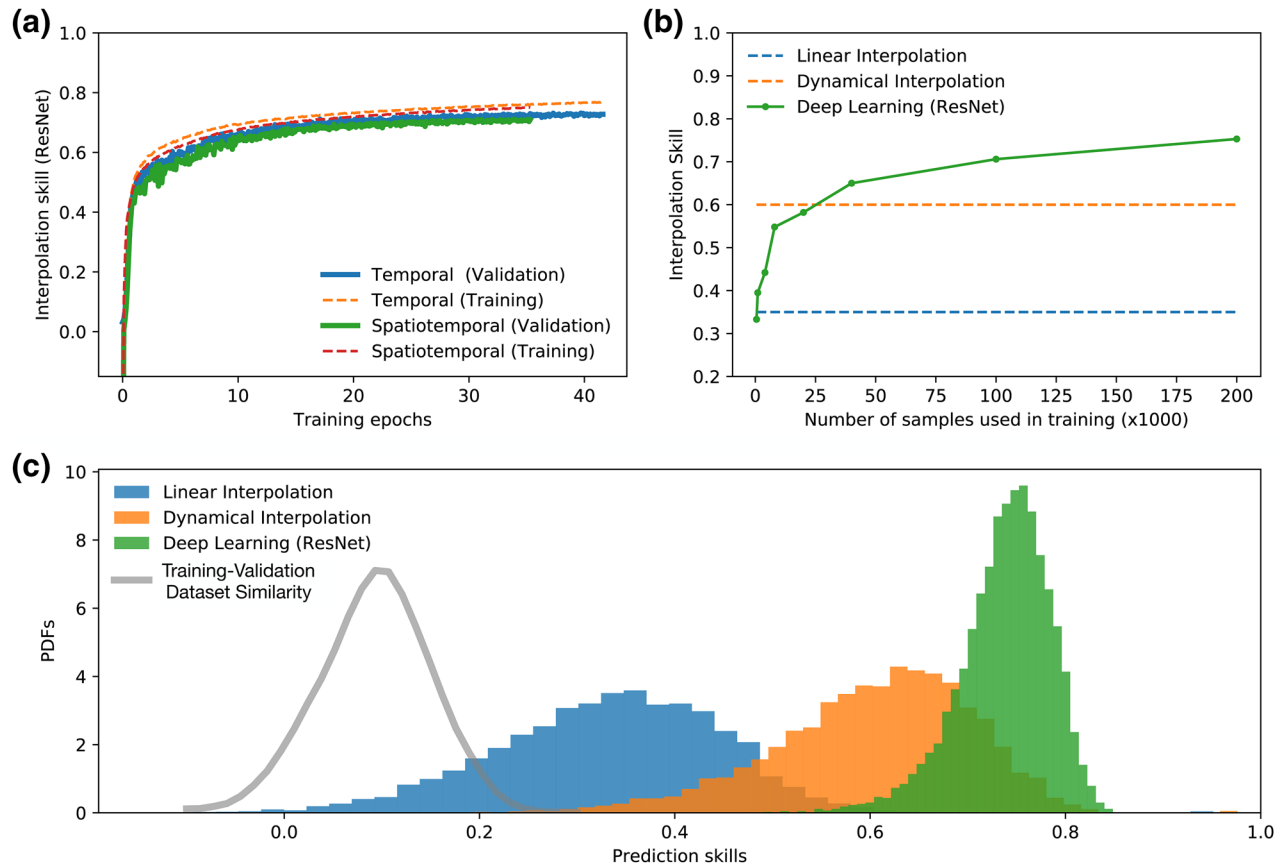 (a)
1.0
0.8
0.6
0.4
0.2
0.0
Interpolation skill (ResNet)
Temporal  (Validation)
Temporal (Training)
Spatiotemporal (Validation)
Spatiotemporal (Training)
0 10 20 30 40
Training epochs
(b)
1.0
0.9
0.8
0.7
0.6
0.5
0.4
0.3
0.2
Interpolation Skill
Linear Interpolation
Dynamical Interpolation
Deep Learning (ResNet)
0 25 50 75 100 125 150 175 200
Number of samples used in training (x1000)
(c)
10
8
6
4
2
0
PDFs
Linear Interpolation
Dynamical Interpolation
Deep Learning (ResNet)
Training-Validation
Dataset Similarity
0.0 0.2 0.4 0.6 0.8 1.0
Prediction skills